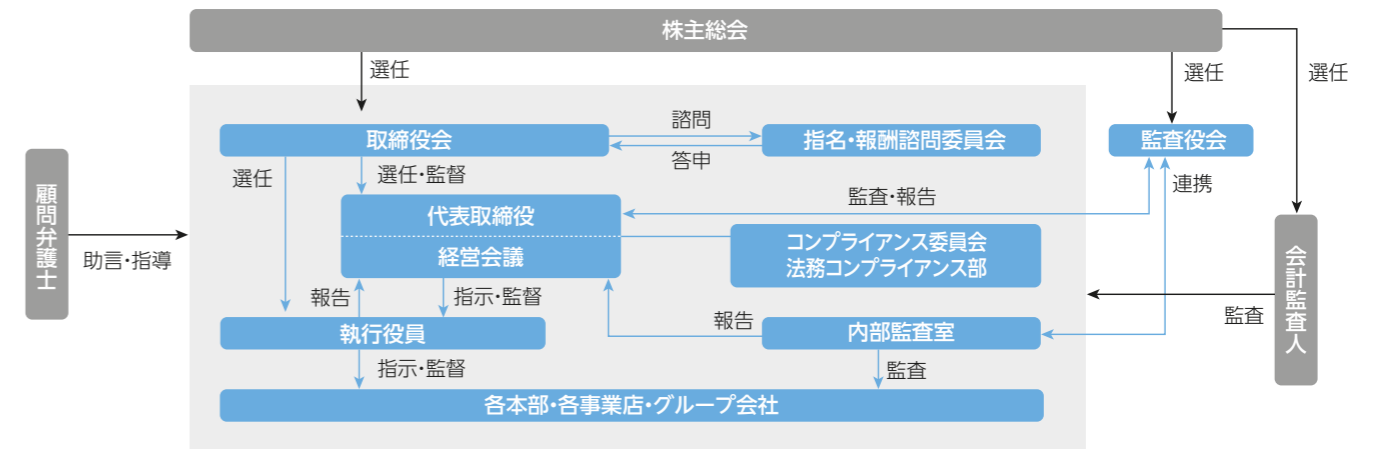 株主総会
選任
選任
選任
諮問
取締役会
指名・報酬諮問委員会
監査役会
答申
選任
選任・監督
連携
監査・報告
代表取締役
経営会議
コンプライアンス委員会
法務コンプライアンス部
顧問弁護士
助言・指導
会計監査人
報告
指示・監督
報告
監査
執行役員
内部監査室
指示・監督
監査
各本部・各事業店・グループ会社